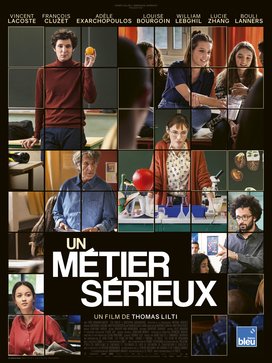 VINCENT LACOSTE
FRANÇOIS CLUZET
ADÈLE EXARCHOPOULOS
LOUISE BOURGOIN
WILLIAM LEBGHIL
LUCIE ZHANG
BOULI LANNERS
UN
MÉTIER
SÉRIEUX
UN FILM DE THOMAS LILTI
bleu